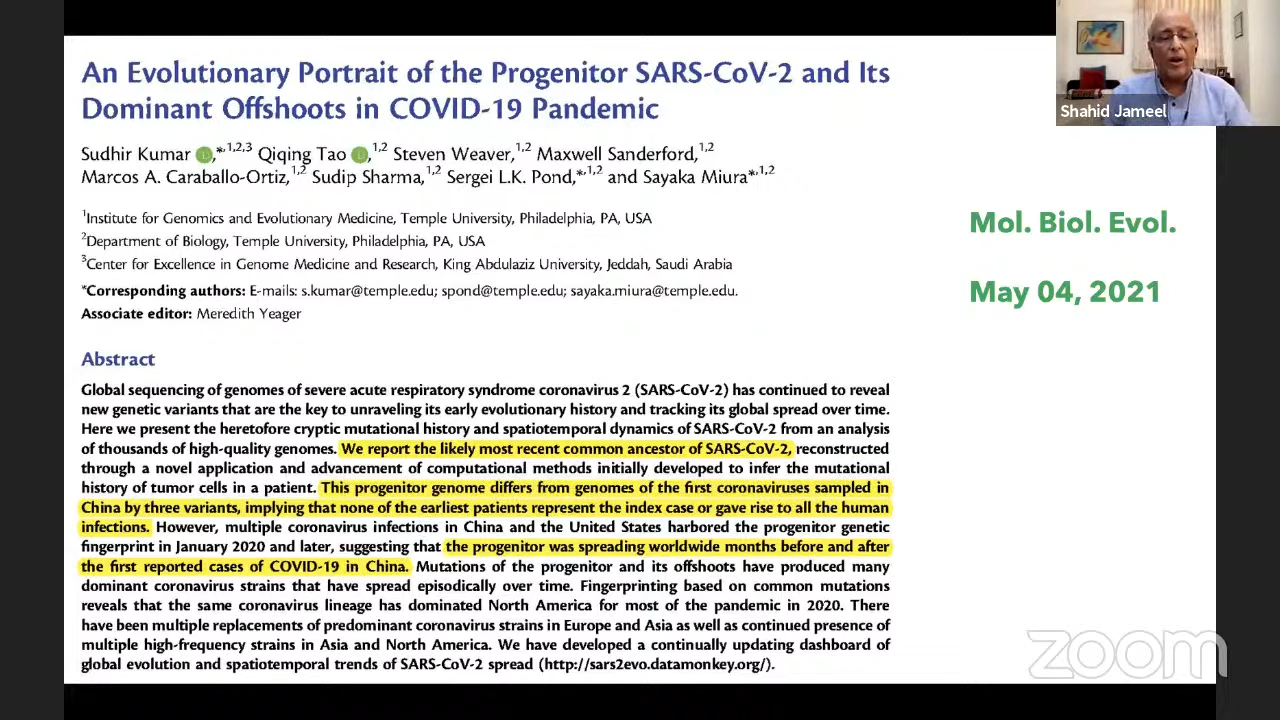 An Evolutionary Portrait of the Progenitor SARS-CoV-2 and Its
Dominant Offshoots in COVID-19 Pandemic
Sudhir Kumar ,*,1,2,3 Qiqing Tao ,1,2 Steven Weaver,1,2 Maxwell Sanderford,1,2
Marcos A. Caraballo-Ortiz,1,2 Sudip Sharma,1,2 Sergei L.K. Pond,*,1,2 and Sayaka Miura*,1,2
1Institute for Genomics and Evolutionary Medicine, Temple University, Philadelphia, PA, USA
2Department of Biology, Temple University, Philadelphia, PA, USA
3Center for Excellence in Genome Medicine and Research, King Abdulaziz University, Jeddah, Saudi Arabia
*Corresponding authors: E-mails: s.kumar@temple.edu; spond@temple.edu; sayaka.miura@temple.edu.
Associate editor: Meredith Yeager
Abstract
Global sequencing of genomes of severe acute respiratory syndrome coronavirus 2 (SARS-CoV-2) has continued to reveal
new genetic variants that are the key to unraveling its early evolutionary history and tracking its global spread over time.
Here we present the heretofore cryptic mutational history and spatiotemporal dynamics of SARS-CoV-2 from an analysis
of thousands of high-quality genomes. We report the likely most recent common ancestor of SARS-CoV-2, reconstructed
through a novel application and advancement of computational methods initially developed to infer the mutational
history of tumor cells in a patient. This progenitor genome differs from genomes of the first coronaviruses sampled in
China by three variants, implying that none of the earliest patients represent the index case or gave rise to all the human
infections. However, multiple coronavirus infections in China and the United States harbored the progenitor genetic
fingerprint in January 2020 and later, suggesting that the progenitor was spreading worldwide months before and after
the first reported cases of COVID-19 in China. Mutations of the progenitor and its offshoots have produced many
dominant coronavirus strains that have spread episodically over time. Fingerprinting based on common mutations
reveals that the same coronavirus lineage has dominated North America for most of the pandemic in 2020. There
have been multiple replacements of predominant coronavirus strains in Europe and Asia as well as continued presence of
multiple high-frequency strains in Asia and North America. We have developed a continually updating dashboard of
global evolution and spatiotemporal trends of SARS-CoV-2 spread (http://sars2evo.datamonkey.org/).
Mol. Biol. Evol.
May 04, 2021
Shahid Jameel
zoom